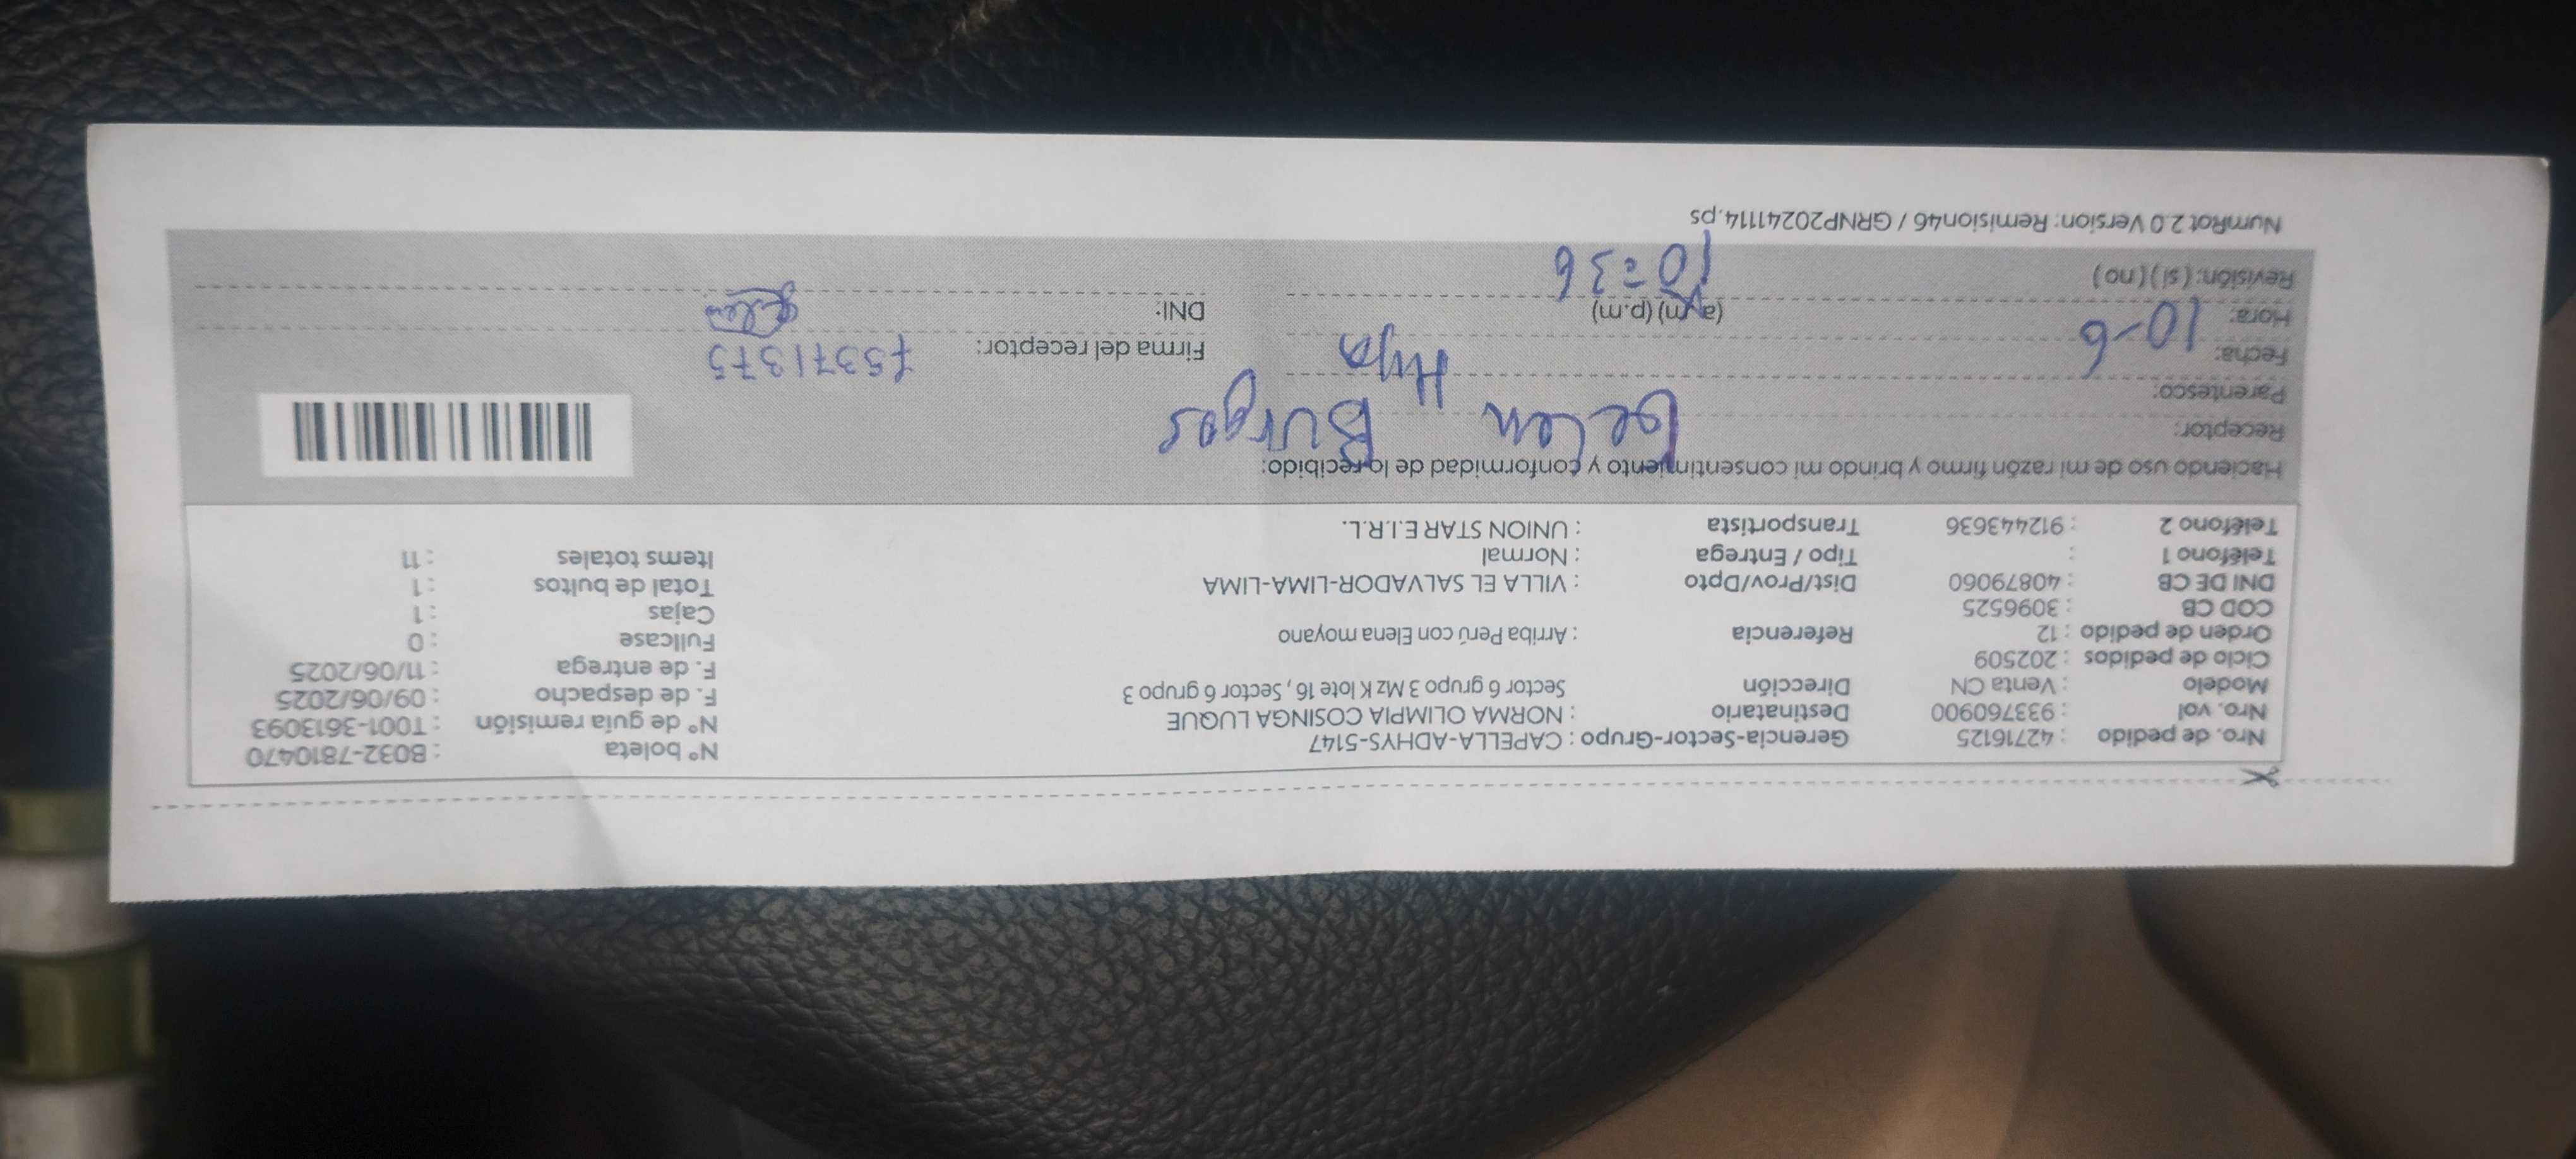 Nro. de pedido : 42716125 Gerencia-Sector-Grupo : CAPELLA-ADHYS-5147 N° boleta : B032-7810470
Nro. vol : 933760900 Destinatario : NORMA OLIMPIA COSINGA LUQUE N° de guía remisión : T001-3613093
Modelo : Venta CN Dirección Sector 6 grupo 3 Mz K lote 16 , Sector 6 grupo 3 F. de despacho : 09/06/2025
Ciclo de pedidos : 202509 F. de entrega : 11/06/2025
Orden de pedido : 12 Referencia : Arriba Perú con Elena moyano Fullcase : 0
COD CB : 3096525 Cajas : 1
DNI DE CB : 40879060 Dist/Prov/Dpto : VILLA EL SALVADOR-LIMA-LIMA Total de bultos : 1
Teléfono 1 : Tipo / Entrega : Normal Items totales : 11
Teléfono 2 : 912443636 Transportista : UNION STAR E.I.R.L.
Haciendo uso de mi razón firmo y brindo mi consentimiento y conformidad de lo recibido:
Receptor: Burgos
Parentesco: Hija
Fecha: 10-6 Firma del receptor: 75371375
Hora: (a.m) (p.m) 10:36 DNI:
Revisión: ( sí ) ( no )
NumRot 2.0 Version: Remision46 / GRNP20241114.ps